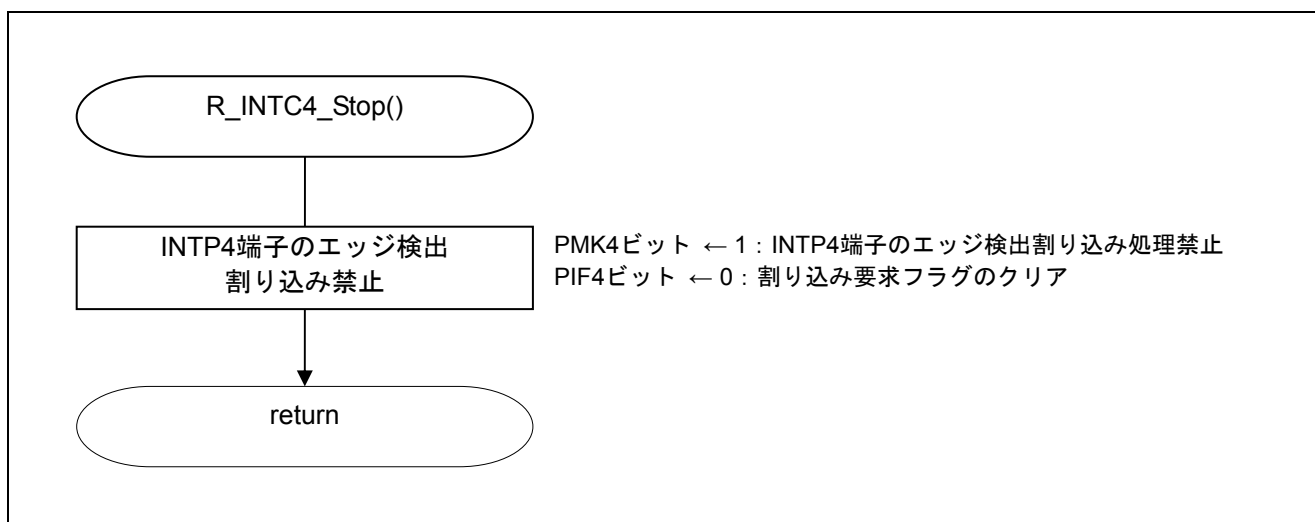 R_INTC4_Stop()
INTP4端子のエッジ検出
割り込み禁止
PMK4ビット ← 1：INTP4端子のエッジ検出割り込み処理禁止
PIF4ビット ← 0：割り込み要求フラグのクリア
return